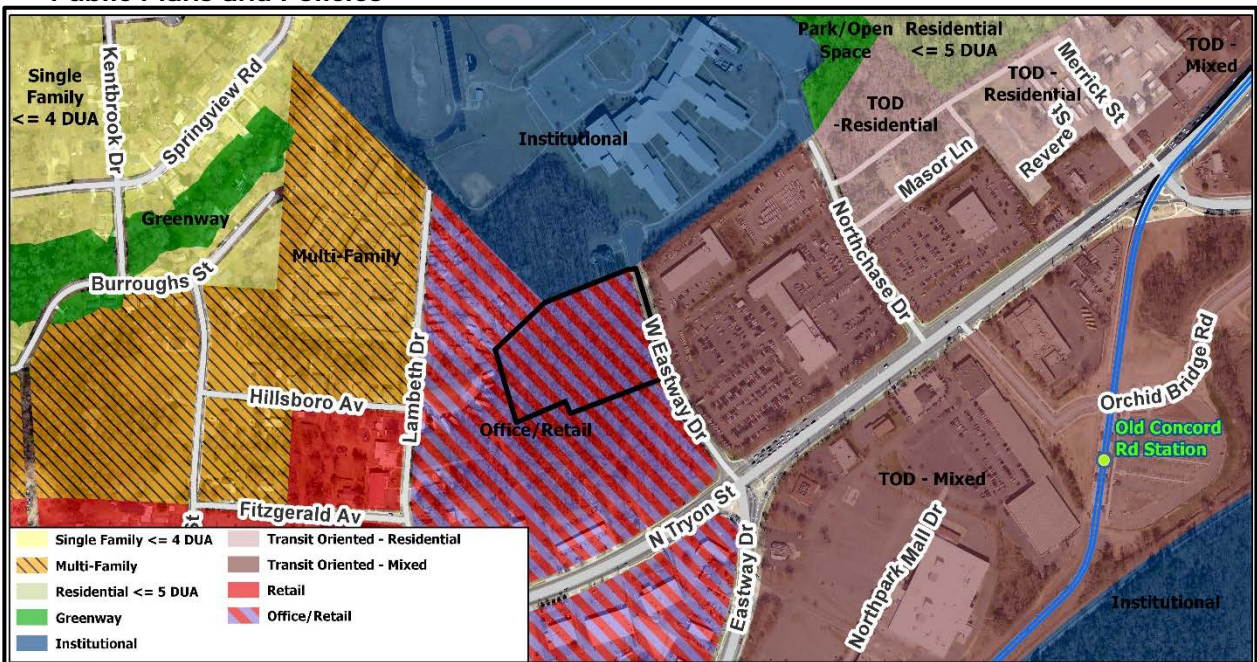 Public Plans and Policies
Kentbrook Dr
Springview Rd
Single
Family
<= 4 DUA
Greenway
Burroughs St
Multi-Family
Hillsboro Av
Fitzgerald Av
St
Lambeth Dr
Institutional
Park/Open
Space
Residential
<= 5 DUA
TOD
-Residential
TOD -
Residential
Merrick St
TOD -
Mixed
Revere St
Masor Ln
Northchase Dr
W Eastway Dr
Office/Retail
N Tryon St
Eastway Dr
TOD - Mixed
Northpark Mall Dr
Orchid Bridge Rd
Old Concord
Rd Station
Institutional
Single Family <= 4 DUA
Multi-Family
Residential <= 5 DUA
Greenway
Institutional
Transit Oriented - Residential
Transit Oriented - Mixed
Retail
Office/Retail